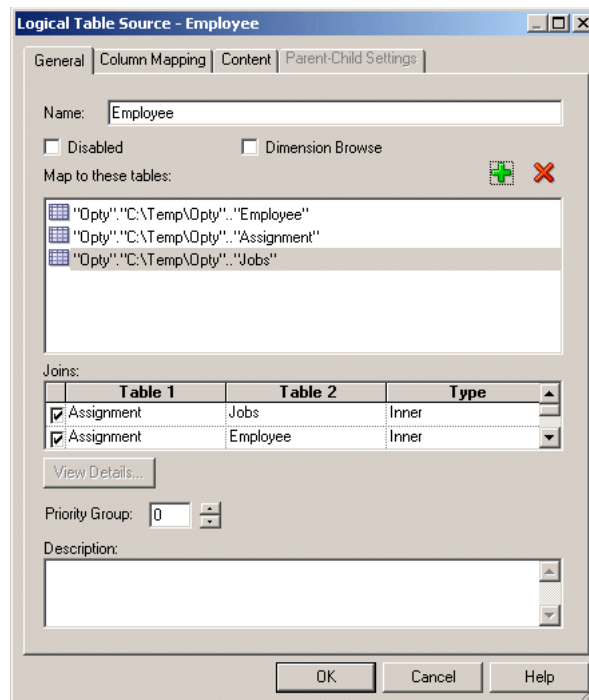 Logical Table Source - Employee
General Column Mapping Content Parent-Child Settings
Name: Employee
Disabled Dimension Browse
Map to these tables:
"Opty"."C:\Temp\Opty".."Employee"
"Opty"."C:\Temp\Opty".."Assignment"
"Opty"."C:\Temp\Opty".."Jobs"
Joins:
Table 1 Table 2 Type
Assignment Jobs Inner
Assignment Employee Inner
View Details...
Priority Group: 0
Description:
OK Cancel Help